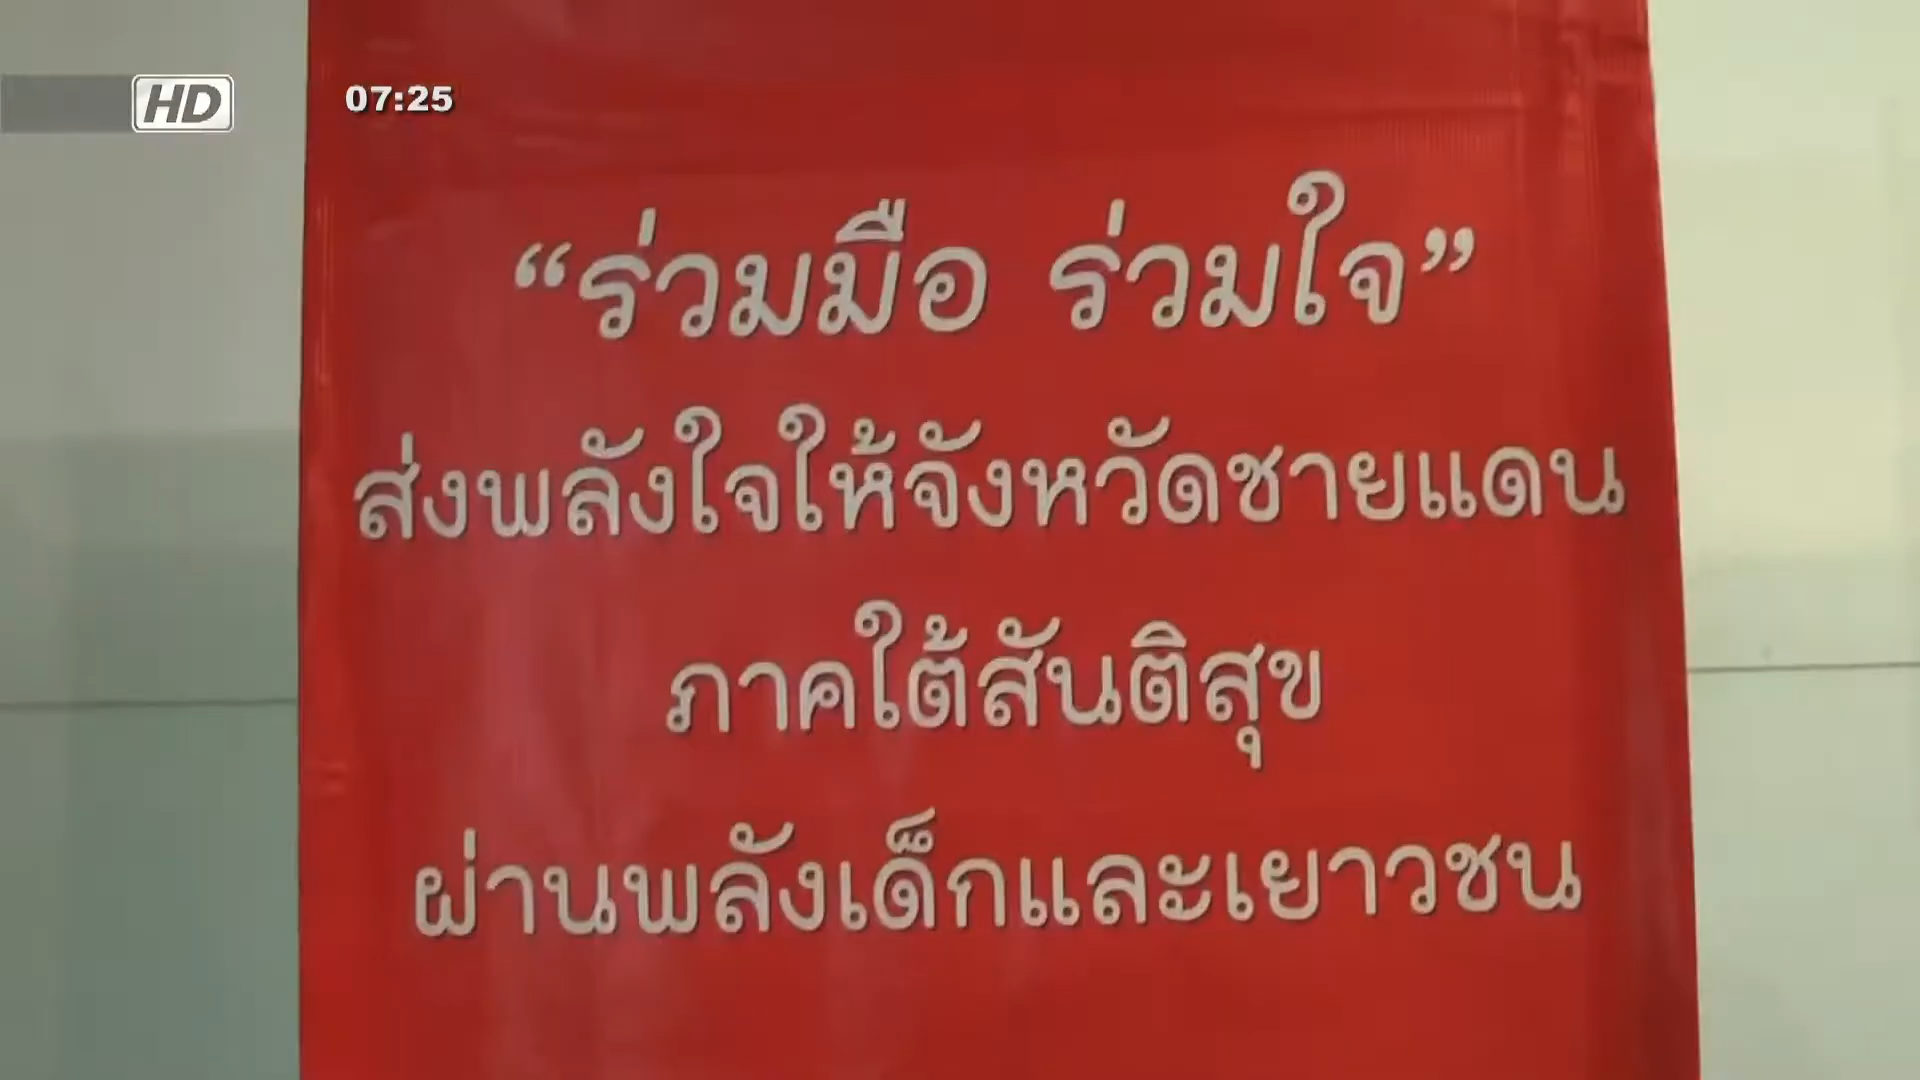 HD
07:25
“ร่วมมือ ร่วมใจ”
ส่งพลังใจให้จังหวัดชายแดน
ภาคใต้สันติสุข
ผ่านพลังเด็กและเยาวชน